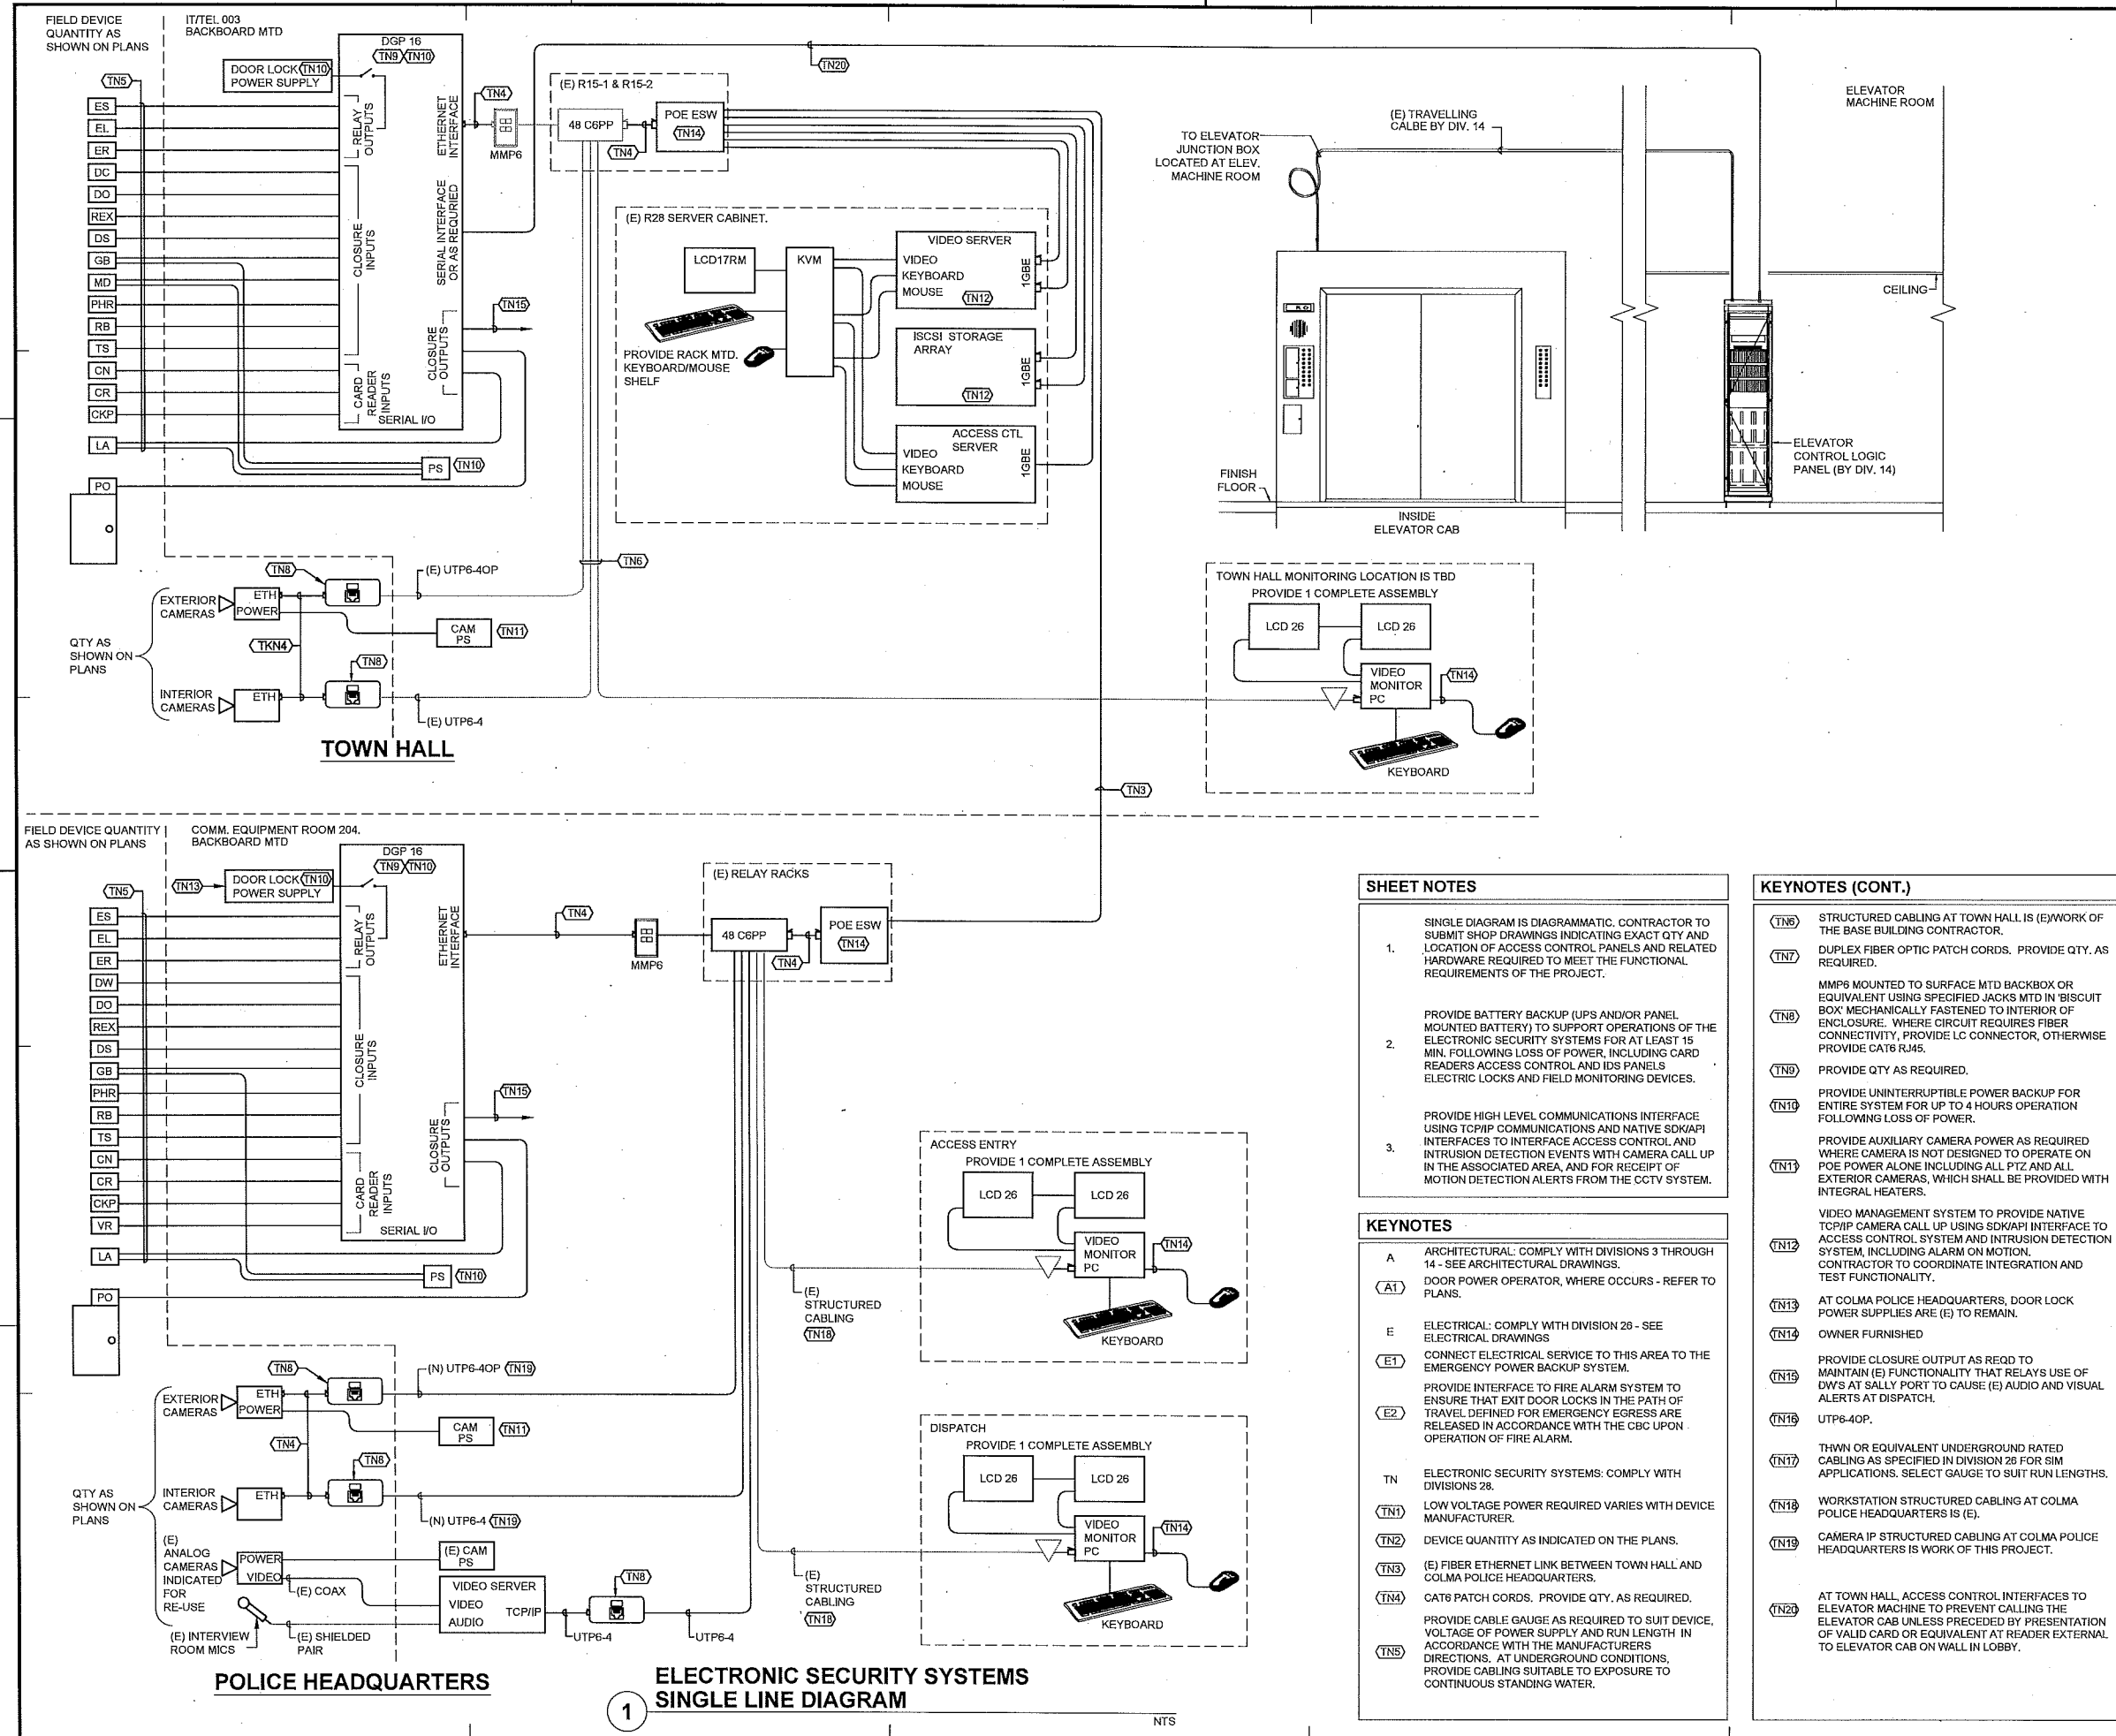 FIELD DEVICE
QUANTITY AS
SHOWN ON PLANS
IT/TEL 003
BACKBOARD MTD
DGP 16
TN9
TN10
DOOR LOCK
TN10
POWER SUPPLY
TN5
ES
EL
ER
DC
DO
REX
DS
GB
MD
PHR
RB
TS
CN
CR
CKP
LA
PO
RELAY
OUTPUTS
CLOSURE
INPUTS
CARD
READER
INPUTS
SERIAL I/O
ETHERNET
INTERFACE
SERIAL INTERFACE
OR AS REQURIED
CLOSURE
OUTPUTS
TN4
MMP6
TN15
PS
TN10
TN20
(E) R15-1 & R15-2
48 C6PP
POE ESW
TN14
TN4
(E) R28 SERVER CABINET.
LCD17RM
KVM
PROVIDE RACK MTD.
KEYBOARD/MOUSE
SHELF
VIDEO SERVER
VIDEO
KEYBOARD
MOUSE
TN12
1GBE
ISCSI STORAGE
ARRAY
TN12
1GBE
ACCESS CTL
SERVER
VIDEO
KEYBOARD
MOUSE
1GBE
TO ELEVATOR
JUNCTION BOX
LOCATED AT ELEV.
MACHINE ROOM
(E) TRAVELLING
CALBE BY DIV. 14
ELEVATOR
MACHINE ROOM
CEILING
FINISH
FLOOR
INSIDE
ELEVATOR CAB
ELEVATOR
CONTROL LOGIC
PANEL (BY DIV. 14)
TN6
TN8
(E) UTP6-4OP
EXTERIOR
CAMERAS
ETH
POWER
CAM
PS
TN11
TKN4
QTY AS
SHOWN ON
PLANS
TN8
INTERIOR
CAMERAS
ETH
(E) UTP6-4
TOWN HALL
TOWN HALL MONITORING LOCATION IS TBD
PROVIDE 1 COMPLETE ASSEMBLY
LCD 26
LCD 26
VIDEO
MONITOR
PC
TN14
KEYBOARD
TN3
FIELD DEVICE QUANTITY
AS SHOWN ON PLANS
COMM. EQUIPMENT ROOM 204.
BACKBOARD MTD
DGP 16
TN9
TN10
TN13
DOOR LOCK
TN10
POWER SUPPLY
TN5
ES
EL
ER
DW
DO
REX
DS
GB
PHR
RB
TS
CN
CR
CKP
VR
LA
PO
RELAY
OUTPUTS
CLOSURE
INPUTS
CARD
READER
INPUTS
SERIAL I/O
ETHERNET
INTERFACE
CLOSURE
OUTPUTS
TN4
MMP6
TN15
PS
TN10
(E) RELAY RACKS
48 C6PP
POE ESW
TN14
TN4
ACCESS ENTRY
PROVIDE 1 COMPLETE ASSEMBLY
LCD 26
LCD 26
VIDEO
MONITOR
PC
TN14
KEYBOARD
(E)
STRUCTURED
CABLING
TN18
DISPATCH
PROVIDE 1 COMPLETE ASSEMBLY
LCD 26
LCD 26
VIDEO
MONITOR
PC
TN14
KEYBOARD
(E)
STRUCTURED
CABLING
TN18
TN8
(N) UTP6-4OP
TN19
EXTERIOR
CAMERAS
ETH
POWER
CAM
PS
TN11
TN4
TN8
QTY AS
SHOWN ON
PLANS
INTERIOR
CAMERAS
ETH
(N) UTP6-4
TN19
(E)
ANALOG
CAMERAS
INDICATED
FOR
RE-USE
POWER
VIDEO
(E) CAM
PS
(E) COAX
VIDEO SERVER
VIDEO
AUDIO
TCP/IP
TN8
UTP6-4
UTP6-4
(E) INTERVIEW
ROOM MICS
(E) SHIELDED
PAIR
POLICE HEADQUARTERS
1
ELECTRONIC SECURITY SYSTEMS
SINGLE LINE DIAGRAM
NTS
SHEET NOTES
1. SINGLE DIAGRAM IS DIAGRAMMATIC. CONTRACTOR TO
SUBMIT SHOP DRAWINGS INDICATING EXACT QTY AND
LOCATION OF ACCESS CONTROL PANELS AND RELATED
HARDWARE REQUIRED TO MEET THE FUNCTIONAL
REQUIREMENTS OF THE PROJECT.
2. PROVIDE BATTERY BACKUP (UPS AND/OR PANEL
MOUNTED BATTERY) TO SUPPORT OPERATIONS OF THE
ELECTRONIC SECURITY SYSTEMS FOR AT LEAST 15
MIN. FOLLOWING LOSS OF POWER, INCLUDING CARD
READERS ACCESS CONTROL AND IDS PANELS
ELECTRIC LOCKS AND FIELD MONITORING DEVICES.
3. PROVIDE HIGH LEVEL COMMUNICATIONS INTERFACE
USING TCP/IP COMMUNICATIONS AND NATIVE SDK/API
INTERFACES TO INTERFACE ACCESS CONTROL AND
INTRUSION DETECTION EVENTS WITH CAMERA CALL UP
IN THE ASSOCIATED AREA, AND FOR RECEIPT OF
MOTION DETECTION ALERTS FROM THE CCTV SYSTEM.
KEYNOTES
A ARCHITECTURAL: COMPLY WITH DIVISIONS 3 THROUGH
14 - SEE ARCHITECTURAL DRAWINGS.
A1 DOOR POWER OPERATOR, WHERE OCCURS - REFER TO
PLANS.
E ELECTRICAL: COMPLY WITH DIVISION 26 - SEE
ELECTRICAL DRAWINGS
E1 CONNECT ELECTRICAL SERVICE TO THIS AREA TO THE
EMERGENCY POWER BACKUP SYSTEM.
E2 PROVIDE INTERFACE TO FIRE ALARM SYSTEM TO
ENSURE THAT EXIT DOOR LOCKS IN THE PATH OF
TRAVEL DEFINED FOR EMERGENCY EGRESS ARE
RELEASED IN ACCORDANCE WITH THE CBC UPON
OPERATION OF FIRE ALARM.
TN ELECTRONIC SECURITY SYSTEMS: COMPLY WITH
DIVISIONS 28.
TN1 LOW VOLTAGE POWER REQUIRED VARIES WITH DEVICE
MANUFACTURER.
TN2 DEVICE QUANTITY AS INDICATED ON THE PLANS.
TN3 (E) FIBER ETHERNET LINK BETWEEN TOWN HALL AND
COLMA POLICE HEADQUARTERS.
TN4 CAT6 PATCH CORDS. PROVIDE QTY. AS REQUIRED.
TN5 PROVIDE CABLE GAUGE AS REQUIRED TO SUIT DEVICE,
VOLTAGE OF POWER SUPPLY AND RUN LENGTH IN
ACCORDANCE WITH THE MANUFACTURERS
DIRECTIONS. AT UNDERGROUND CONDITIONS,
PROVIDE CABLING SUITABLE TO EXPOSURE TO
CONTINUOUS STANDING WATER.
KEYNOTES (CONT.)
TN6 STRUCTURED CABLING AT TOWN HALL IS (E)/WORK OF
THE BASE BUILDING CONTRACTOR.
TN7 DUPLEX FIBER OPTIC PATCH CORDS. PROVIDE QTY. AS
REQUIRED.
TN8 MMP6 MOUNTED TO SURFACE MTD BACKBOX OR
EQUIVALENT USING SPECIFIED JACKS MTD IN 'BISCUIT
BOX' MECHANICALLY FASTENED TO INTERIOR OF
ENCLOSURE. WHERE CIRCUIT REQUIRES FIBER
CONNECTIVITY, PROVIDE LC CONNECTOR, OTHERWISE
PROVIDE CAT6 RJ45.
TN9 PROVIDE QTY AS REQUIRED.
TN10 PROVIDE UNINTERRUPTIBLE POWER BACKUP FOR
ENTIRE SYSTEM FOR UP TO 4 HOURS OPERATION
FOLLOWING LOSS OF POWER.
TN11 PROVIDE AUXILIARY CAMERA POWER AS REQUIRED
WHERE CAMERA IS NOT DESIGNED TO OPERATE ON
POE POWER ALONE INCLUDING ALL PTZ AND ALL
EXTERIOR CAMERAS, WHICH SHALL BE PROVIDED WITH
INTEGRAL HEATERS.
TN12 VIDEO MANAGEMENT SYSTEM TO PROVIDE NATIVE
TCP/IP CAMERA CALL UP USING SDK/API INTERFACE TO
ACCESS CONTROL SYSTEM AND INTRUSION DETECTION
SYSTEM, INCLUDING ALARM ON MOTION.
CONTRACTOR TO COORDINATE INTEGRATION AND
TEST FUNCTIONALITY.
TN13 AT COLMA POLICE HEADQUARTERS, DOOR LOCK
POWER SUPPLIES ARE (E) TO REMAIN.
TN14 OWNER FURNISHED
TN15 PROVIDE CLOSURE OUTPUT AS REQD TO
MAINTAIN (E) FUNCTIONALITY THAT RELAYS USE OF
DW'S AT SALLY PORT TO CAUSE (E) AUDIO AND VISUAL
ALERTS AT DISPATCH.
TN16 UTP6-4OP.
TN17 THWN OR EQUIVALENT UNDERGROUND RATED
CABLING AS SPECIFIED IN DIVISION 26 FOR SIM
APPLICATIONS. SELECT GAUGE TO SUIT RUN LENGTHS.
TN18 WORKSTATION STRUCTURED CABLING AT COLMA
POLICE HEADQUARTERS IS (E).
TN19 CAMERA IP STRUCTURED CABLING AT COLMA POLICE
HEADQUARTERS IS WORK OF THIS PROJECT.
TN20 AT TOWN HALL, ACCESS CONTROL INTERFACES TO
ELEVATOR MACHINE TO PREVENT CALLING THE
ELEVATOR CAB UNLESS PRECEDED BY PRESENTATION
OF VALID CARD OR EQUIVALENT AT READER EXTERNAL
TO ELEVATOR CAB ON WALL IN LOBBY.